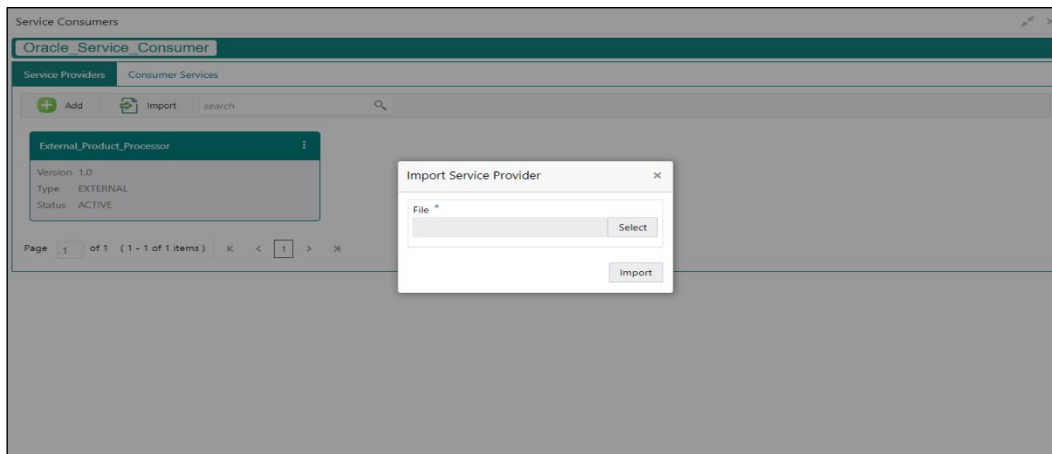 Service Consumers
Oracle_Service_Consumer
Service Providers Consumer Services
Add Import search
External_Product_Processor
Version 1.0
Type EXTERNAL
Status ACTIVE
Page 1 of 1 (1 - 1 of 1 items) 1
Import Service Provider
File *
Select
Import